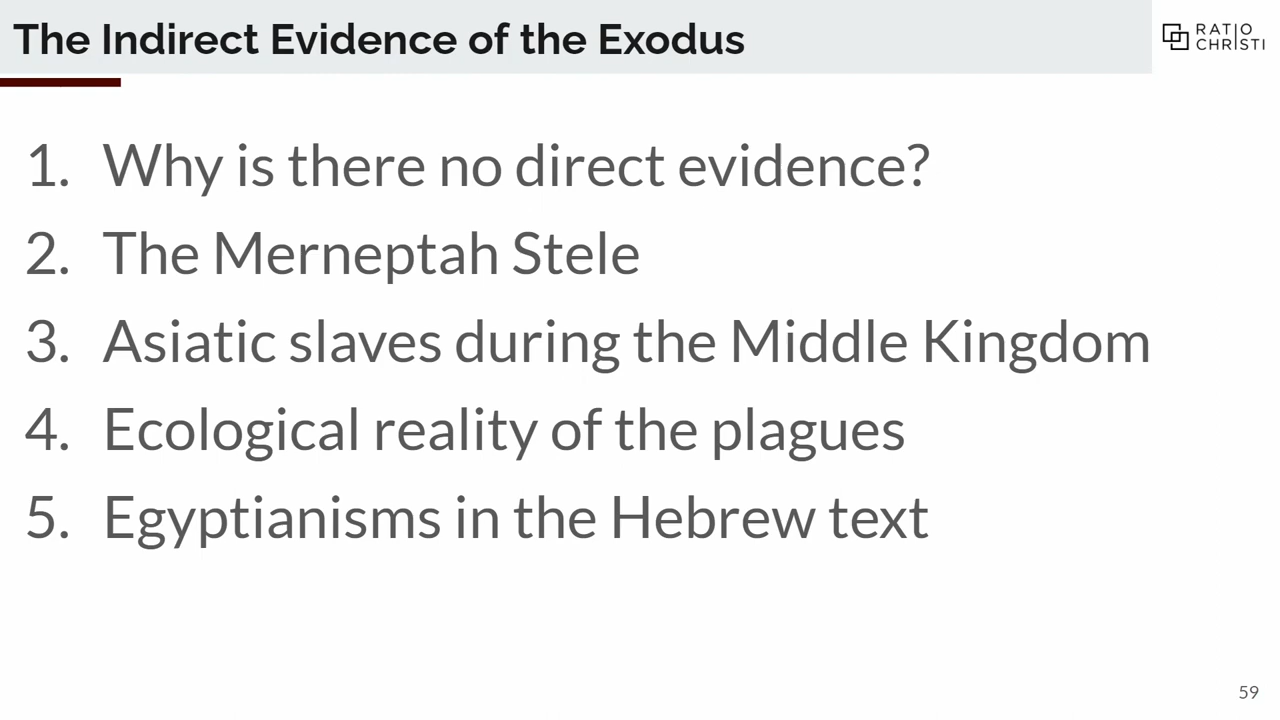 The Indirect Evidence of the Exodus
RATIO
CHRISTI
1. Why is there no direct evidence?
2. The Merneptah Stele
3. Asiatic slaves during the Middle Kingdom
4. Ecological reality of the plagues
5. Egyptianisms in the Hebrew text
59